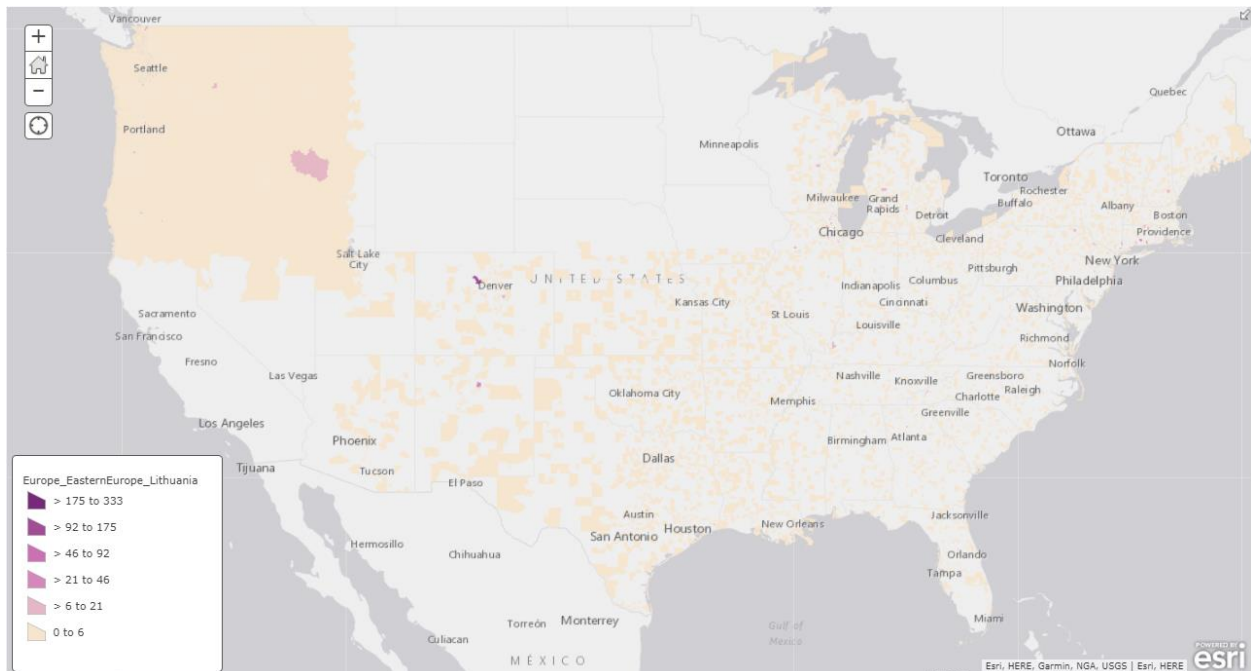 Vancouver
+
Seattle
−
Quebec
Portland
Ottawa
Minneapolis
Toronto
Rochester
Milwaukee
Grand
Rapids
Buffalo
Albany
Detroit
Boston
Chicago
Cleveland
Providence
Salt Lake
City
New York
Denver
UNITED STATES
Pittsburgh
Indianapolis
Columbus
Philadelphia
Kansas City
Cincinnati
Sacramento
St Louis
Washington
San Francisco
Louisville
Richmond
Fresno
Norfolk
Las Vegas
Nashville
Knoxville
Greensboro
Raleigh
Oklahoma City
Memphis
Charlotte
Greenville
Los Angeles
Phoenix
Birmingham
Atlanta
Dallas
Tijuana
Tucson
El Paso
Europe_EasternEurope_Lithuania
> 175 to 333
> 92 to 175
> 46 to 92
> 21 to 46
> 6 to 21
0 to 6
Austin
Jacksonville
Houston
New Orleans
San Antonio
Hermosillo
Chihuahua
Orlando
Tampa
Torreón
Monterrey
Gulf of
Mexico
Miami
Culiacan
MÉXICO
POWERED BY
esri
Esri, HERE, Garmin, NGA, USGS | Esri, HERE